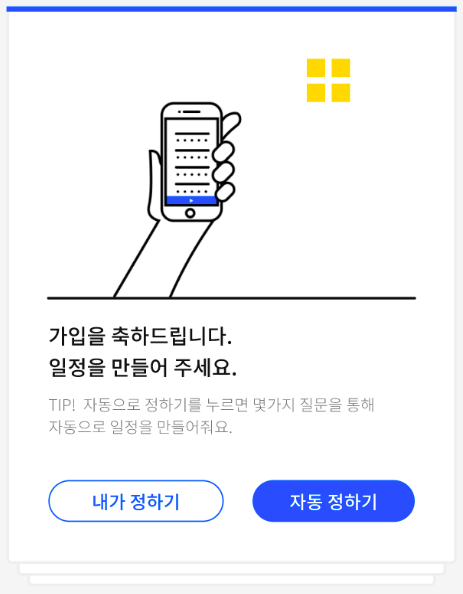 가입을 축하드립니다.
일정을 만들어 주세요.
TIP! 자동으로 정하기를 누르면 몇가지 질문을 통해
자동으로 일정을 만들어줘요.
내가 정하기
자동 정하기